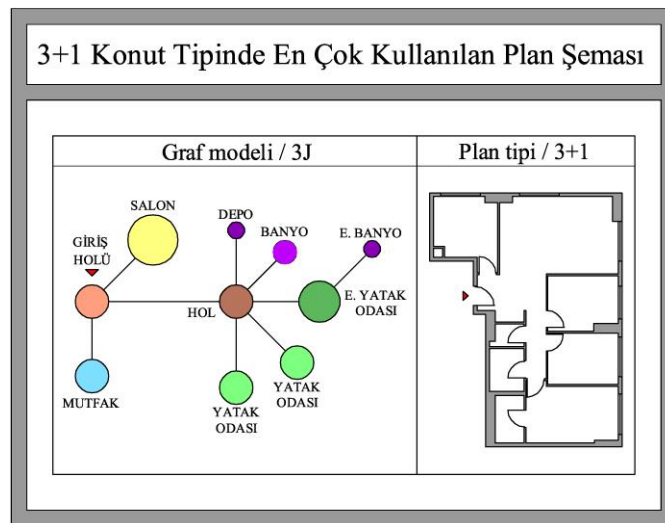 3+1 Konut Tipinde En Çok Kullanılan Plan Şeması
Graf modeli / 3J
Plan tipi / 3+1
SALON
DEPO
BANYO
E. BANYO
GİRİŞ
HOLÜ
HOL
E. YATAK
ODASI
MUTFAK
YATAK
ODASI
YATAK
ODASI